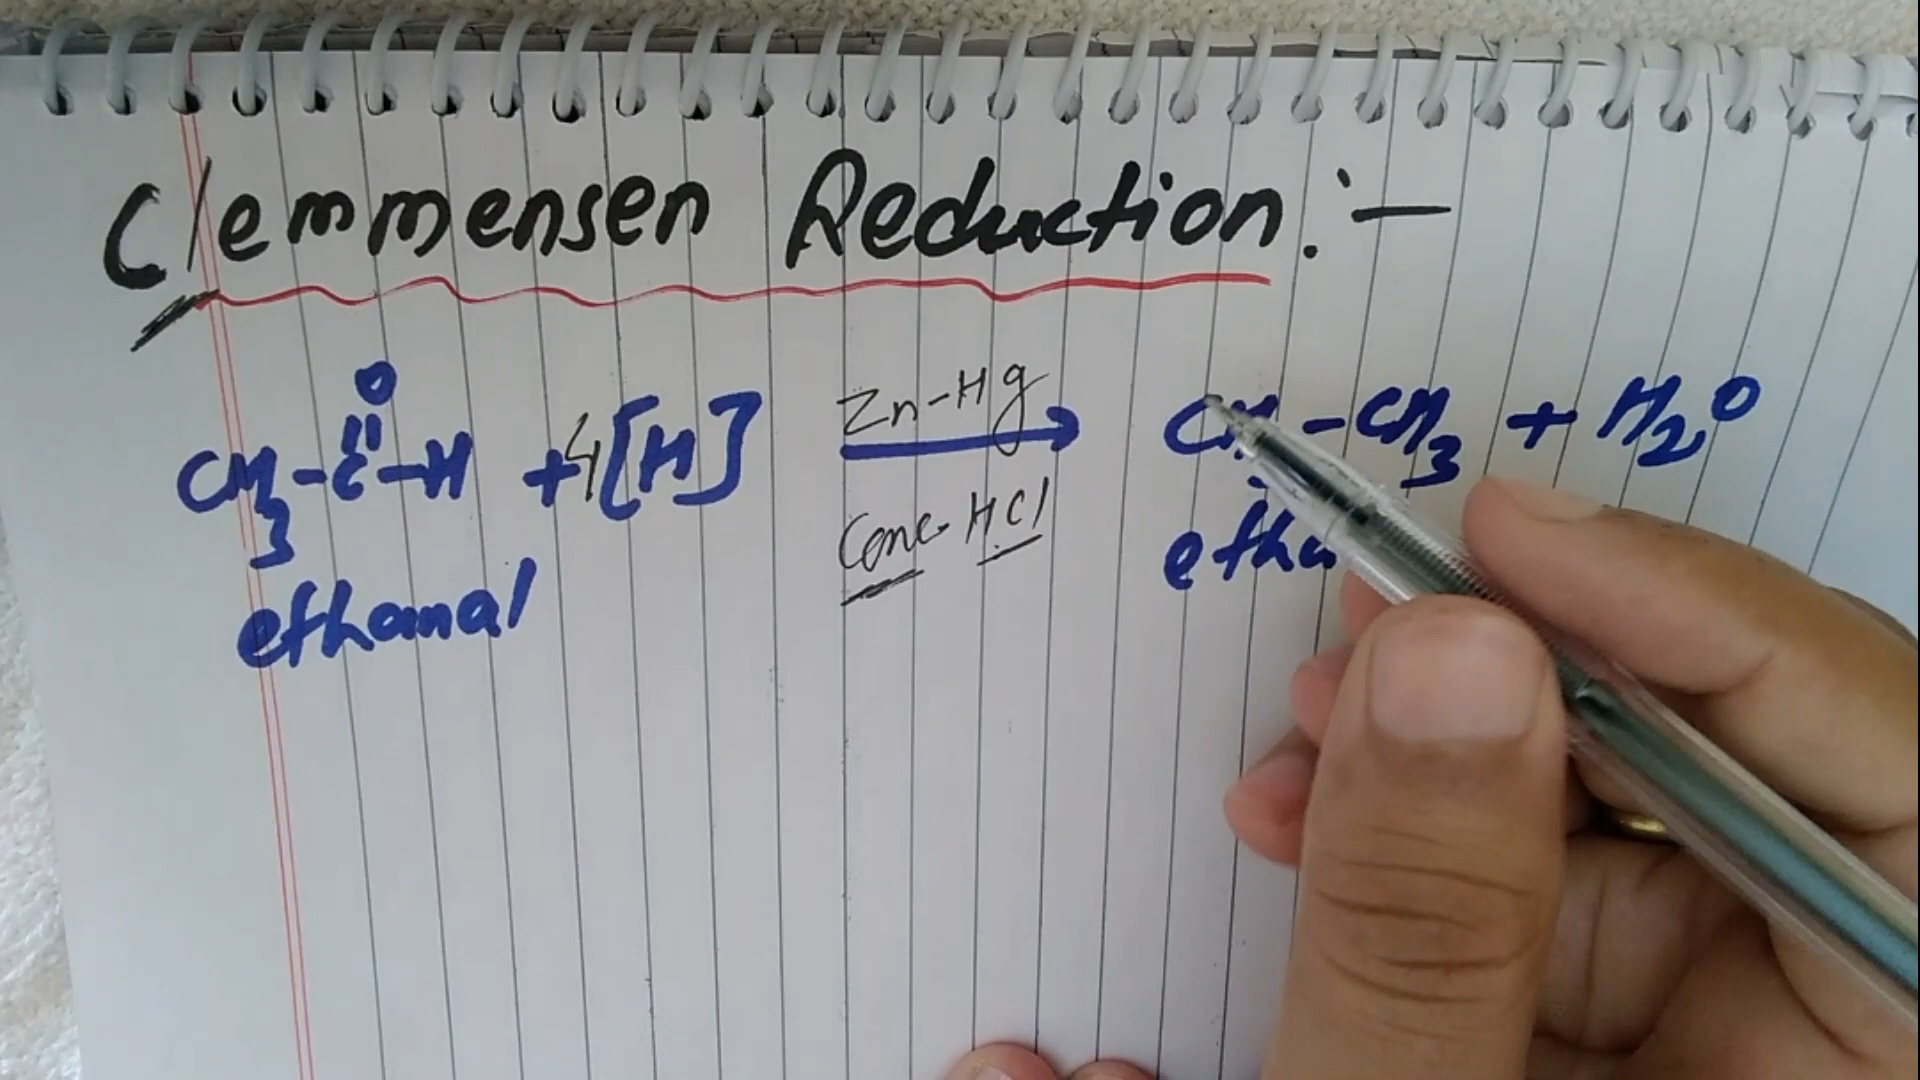 Clemmensen Reduction:-
O
CH3-C-H + 4[H] Zn-Hg CH3-CH3 + H2O
Conc. HCl
ethanal